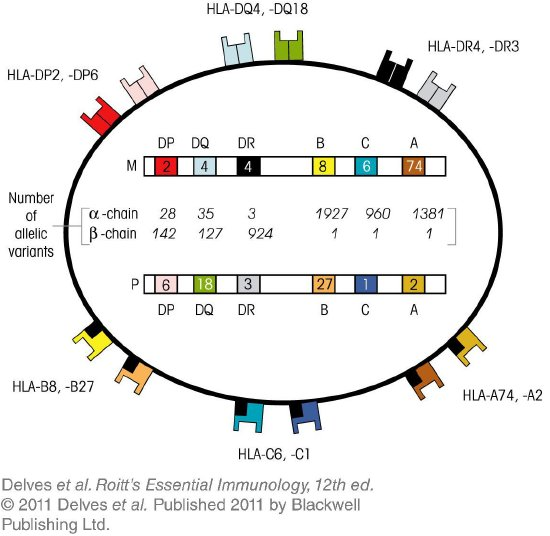 HLA-DQ4, -DQ18
HLA-DR4, -DR3
HLA-DP2, -DP6
DP DQ DR B C A
M 2 4 4 8 6 74
Number of allelic variants
α-chain 28 35 3 1927 960 1381
β-chain 142 127 924 1 1 1
P 6 18 3 27 1 2
DP DQ DR B C A
HLA-B8, -B27
HLA-A74, -A2
HLA-C6, -C1
Delves et al. Roitt's Essential Immunology, 12th ed.
© 2011 Delves et al. Published 2011 by Blackwell
Publishing Ltd.